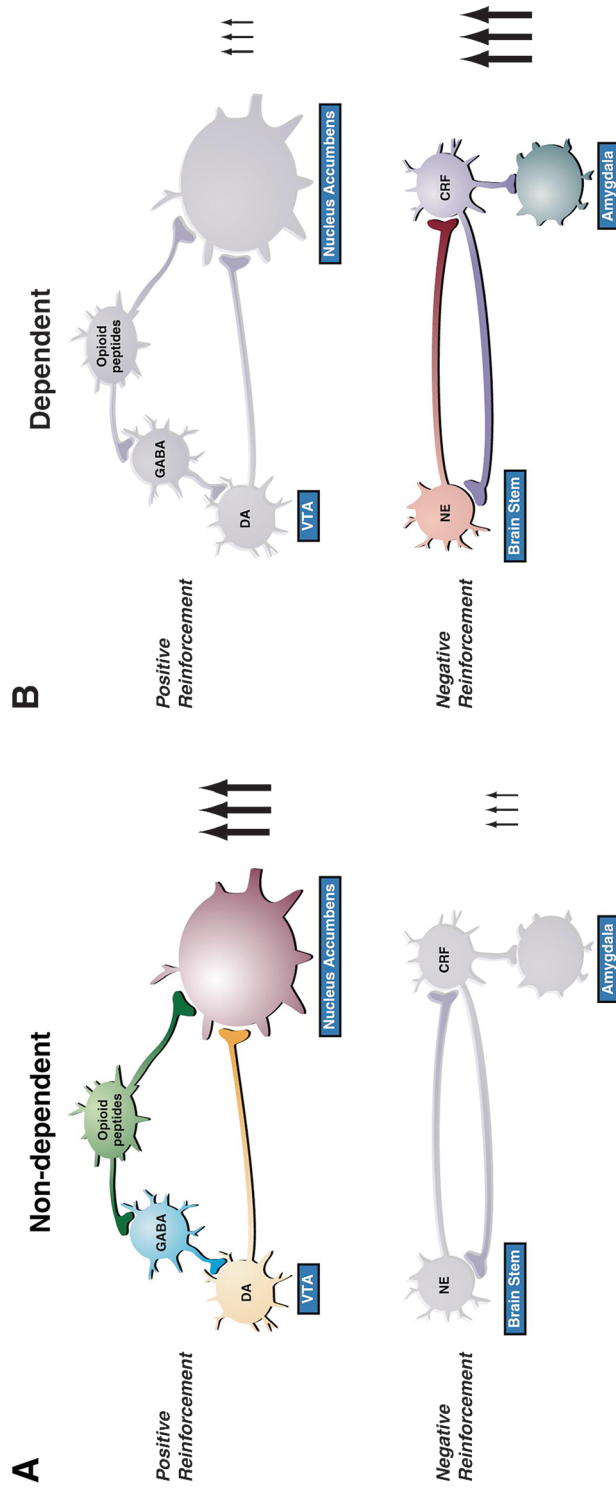 A
Non-dependent
Positive
Reinforcement
Opioid
peptides
GABA
DA
VTA
Nucleus Accumbens
Negative
Reinforcement
NE
CRF
Brain Stem
Amygdala
B
Dependent
Positive
Reinforcement
Opioid
peptides
GABA
DA
VTA
Nucleus Accumbens
Negative
Reinforcement
NE
CRF
Brain Stem
Amygdala